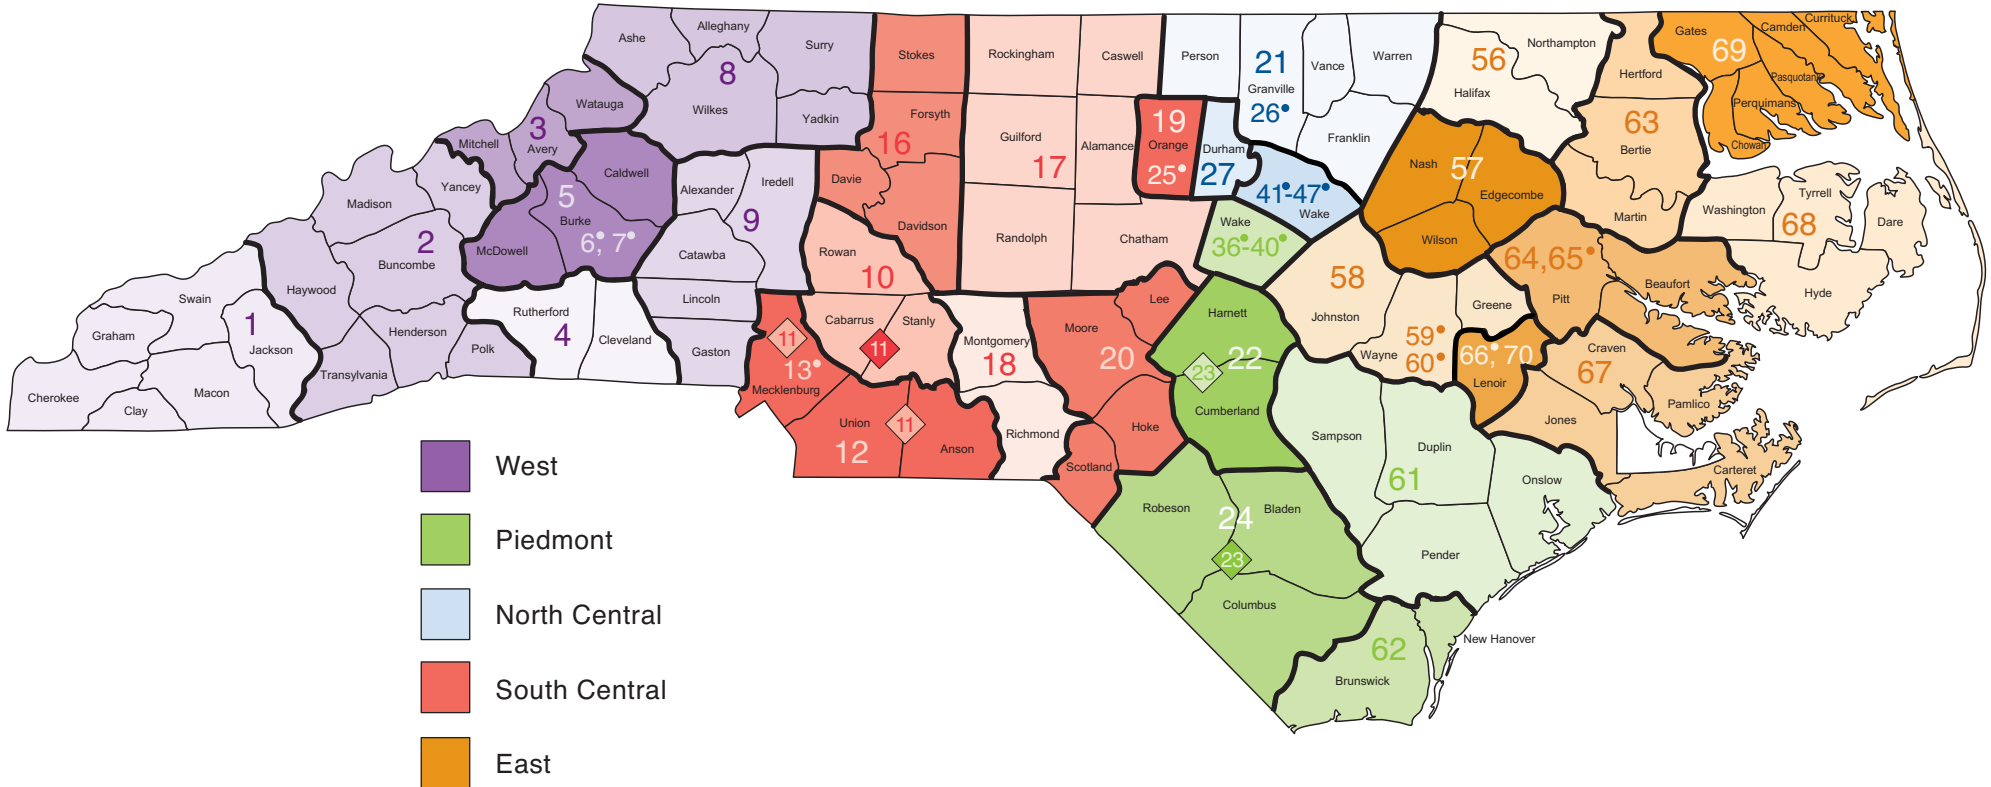 Ashe
Alleghany
Surry
8
Wilkes
Yadkin
Watauga
3
Avery
Mitchell
Yancey
Madison
2
Buncombe
Haywood
Henderson
Transylvania
Polk
Swain
Graham
1
Jackson
Macon
Cherokee
Clay
Caldwell
5
Burke
6•, 7•
McDowell
Rutherford
4
Cleveland
Alexander
Iredell
9
Catawba
Lincoln
Gaston
Stokes
Forsyth
16
Davie
Davidson
Rowan
10
Cabarrus
Stanly
11
11
13•
Mecklenburg
Union
11
12
Anson
Rockingham
Caswell
Guilford
17
Alamance
Randolph
Chatham
Montgomery
18
Richmond
Lee
Moore
20
Hoke
Scotland
19
Orange
25•
Person
21
Granville
26•
Vance
Warren
Franklin
Durham
27
41•-47•
Wake
Wake
36•-40•
Harnett
22
23
Cumberland
Robeson
24
Bladen
23
Columbus
Sampson
Duplin
61
Onslow
Pender
62
Brunswick
New Hanover
Northampton
56
Halifax
Nash
57
Edgecombe
Wilson
58
Johnston
Greene
59•
60•
Wayne
66•, 70
Lenoir
Hertford
63
Bertie
Martin
64,65•
Pitt
Beaufort
Craven
67
Jones
Pamlico
Carteret
Gates
69
Camden
Currituck
Pasquotank
Perquimans
Chowan
Washington
Tyrrell
68
Dare
Hyde
West
Piedmont
North Central
South Central
East